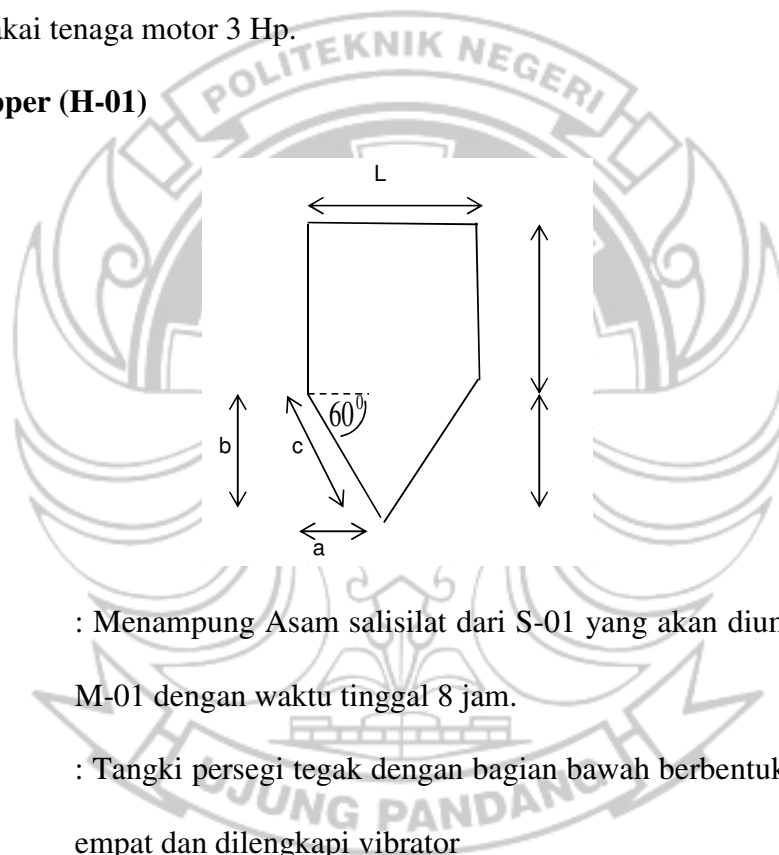 akai tenaga motor 3 Hp.
POLITEKNIK NEGERI
pper (H-01)
L
60⁰
b
c
a
: Menampung Asam salisilat dari S-01 yang akan dium
M-01 dengan waktu tinggal 8 jam.
: Tangki persegi tegak dengan bagian bawah berbentuk
UJUNG PANDANG
empat dan dilengkapi vibrator